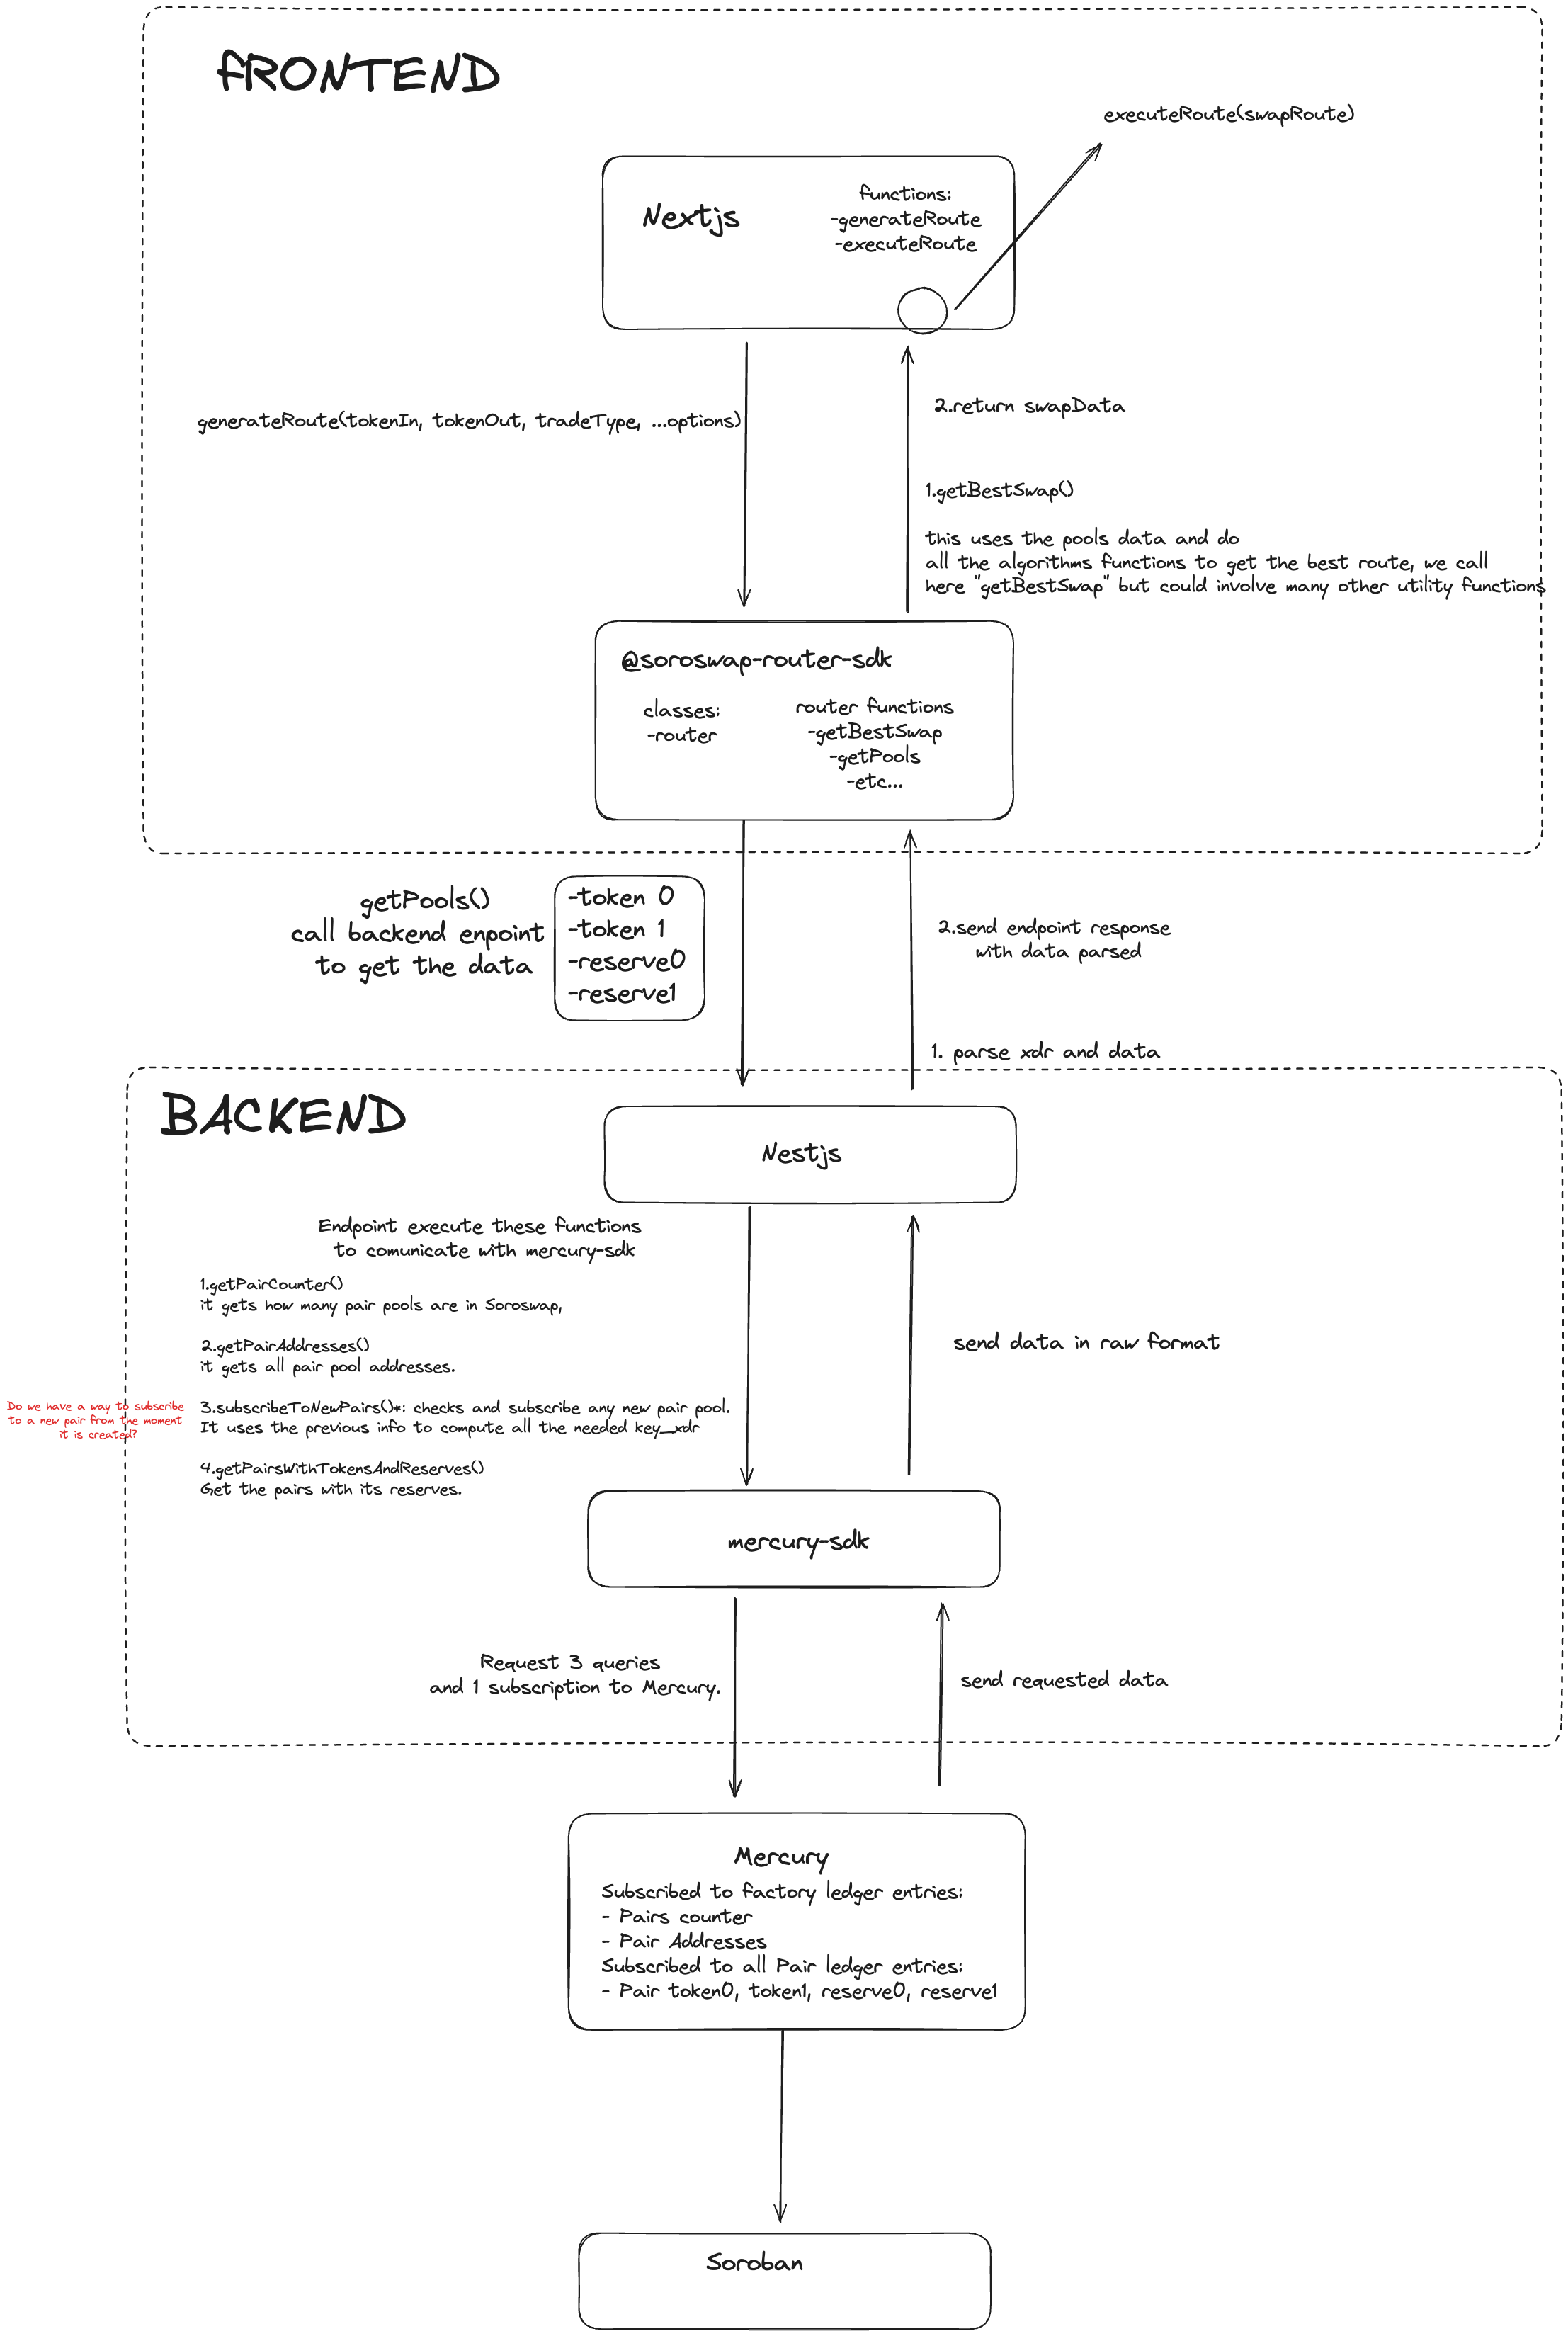 fRONTEND
executeRoute(swapRoute)
Nextjs
functions:
-generateRoute
-executeRoute
generateRoute(tokenIn, tokenOut, tradeType, ...options)
2.return swapData
1.getBestSwap()
this uses the pools data and do
all the algorithms functions to get the best route, we call
here "getBestSwap" but could involve many other utility functions
@soroswap-router-sdk
classes:
-router
router functions
-getBestSwap
-getPools
-etc...
getPools()
call backend enpoint
to get the data
-token 0
-token 1
-reserve0
-reserve1
2.send endpoint response
with data parsed
1. parse xdr and data
BACKEND
Nestjs
Endpoint execute these functions
to comunicate with mercury-sdk
1.getPairCounter()
it gets how many pair pools are in Soroswap,
2.getPairAddresses()
it gets all pair pool addresses.
Do we have a way to subscribe
to a new pair from the moment
it is created?
3.subscribeToNewPairs()*: checks and subscribe any new pair pool.
It uses the previous info to compute all the needed key_xdr
4.getPairsWithTokensAndReserves()
Get the pairs with its reserves.
send data in raw format
mercury-sdk
Request 3 queries
and 1 subscription to Mercury.
send requested data
Mercury
Subscribed to factory ledger entries:
- Pairs counter
- Pair Addresses
Subscribed to all Pair ledger entries:
- Pair token0, token1, reserve0, reserve1
Soroban